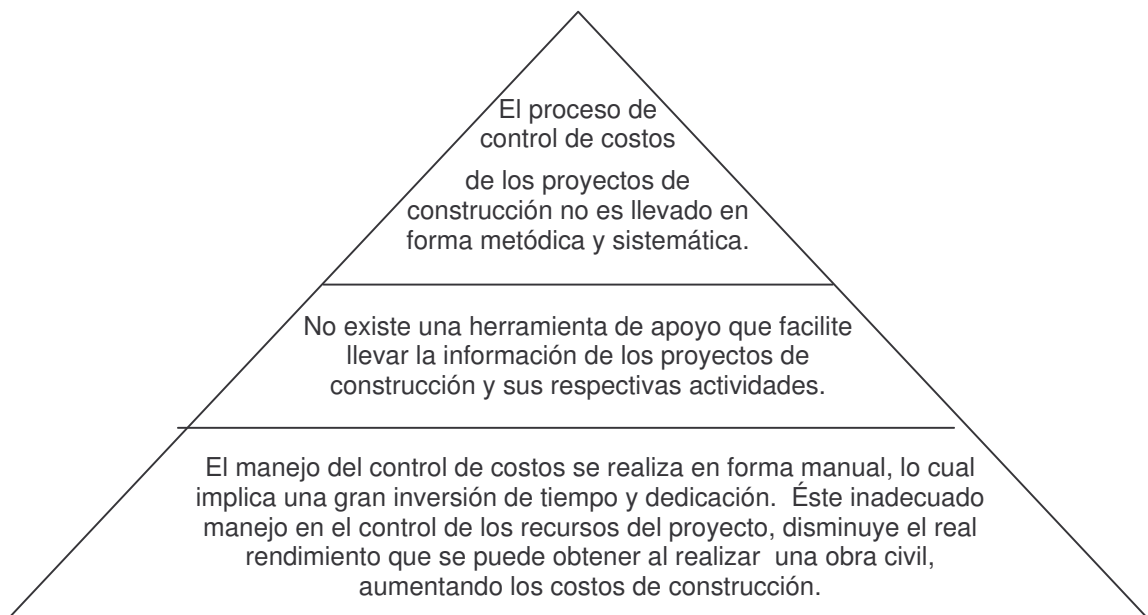 El proceso de
control de costos
de los proyectos de
construcción no es llevado en
forma metódica y sistemática.
No existe una herramienta de apoyo que facilite
llevar la información de los proyectos de
construcción y sus respectivas actividades.
El manejo del control de costos se realiza en forma manual, lo cual
implica una gran inversión de tiempo y dedicación.  Éste inadecuado
manejo en el control de los recursos del proyecto, disminuye el real
rendimiento que se puede obtener al realizar  una obra civil,
aumentando los costos de construcción.